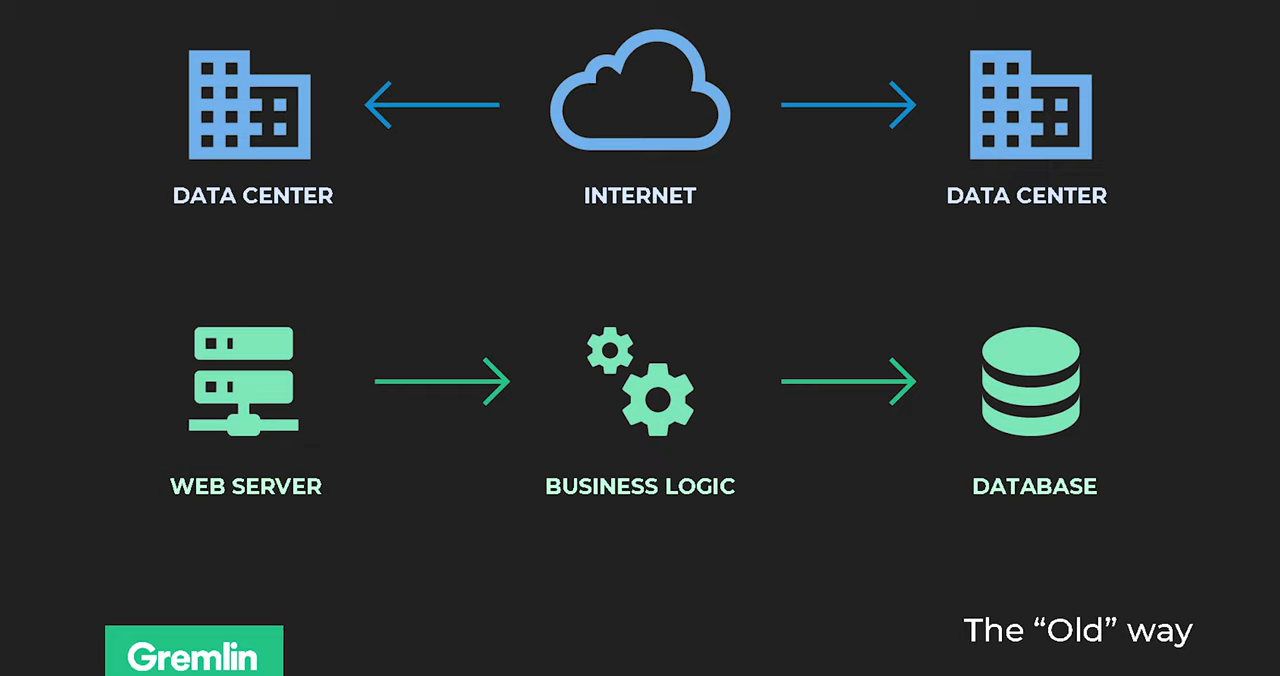 DATA CENTER
INTERNET
DATA CENTER
WEB SERVER
BUSINESS LOGIC
DATABASE
The “Old” way
Gremlin